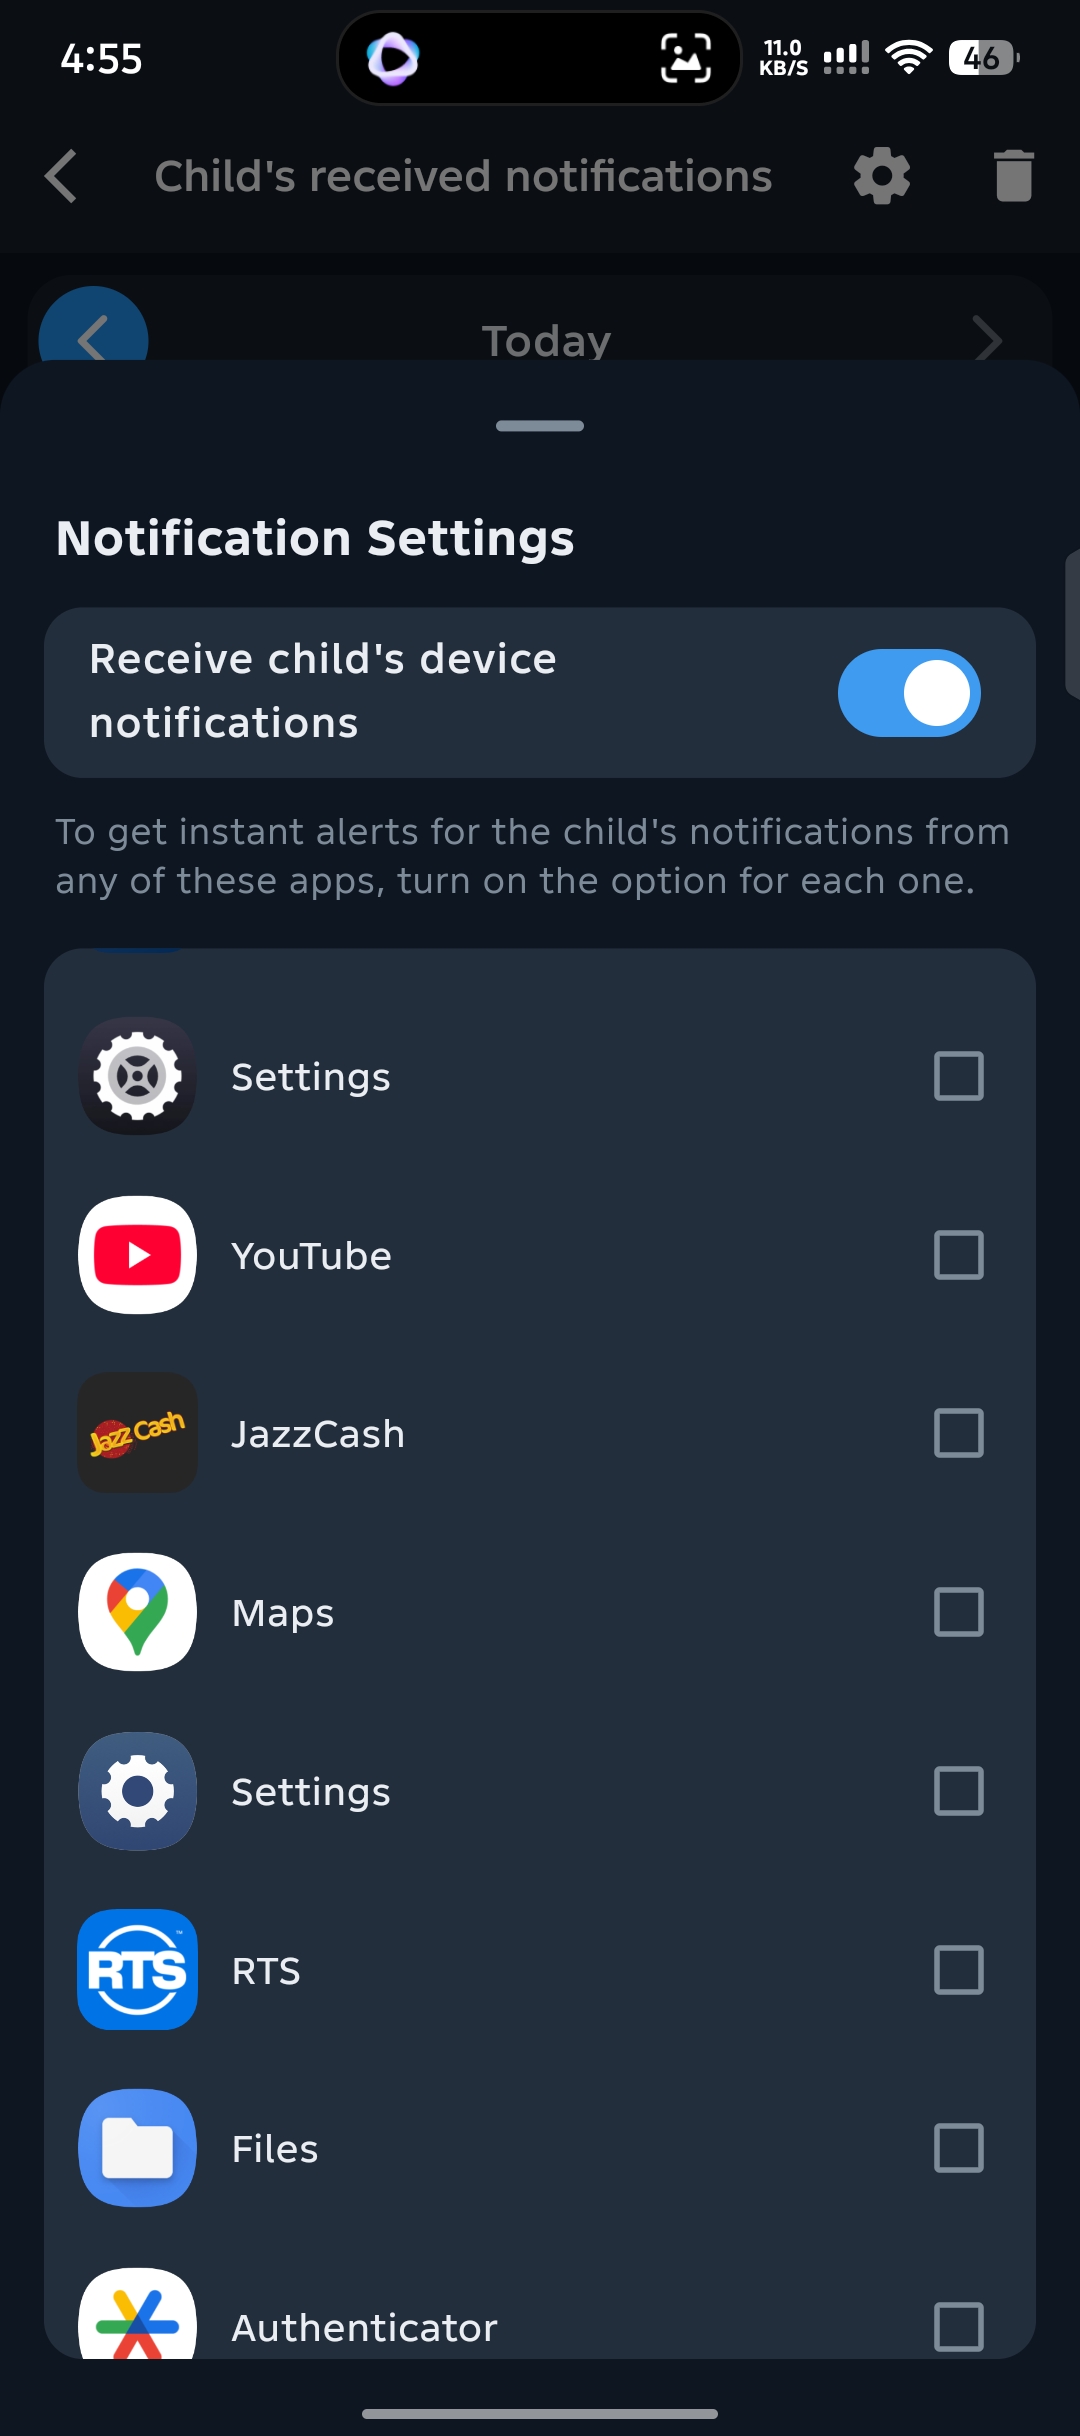 4:55
11.0
KB/S
46
Child's received notifications
Today
Notification Settings
Receive child's device
notifications
To get instant alerts for the child's notifications from
any of these apps, turn on the option for each one.
Settings
YouTube
Jazz Cash
JazzCash
Maps
Settings
RTS
™
RTS
Files
Authenticator